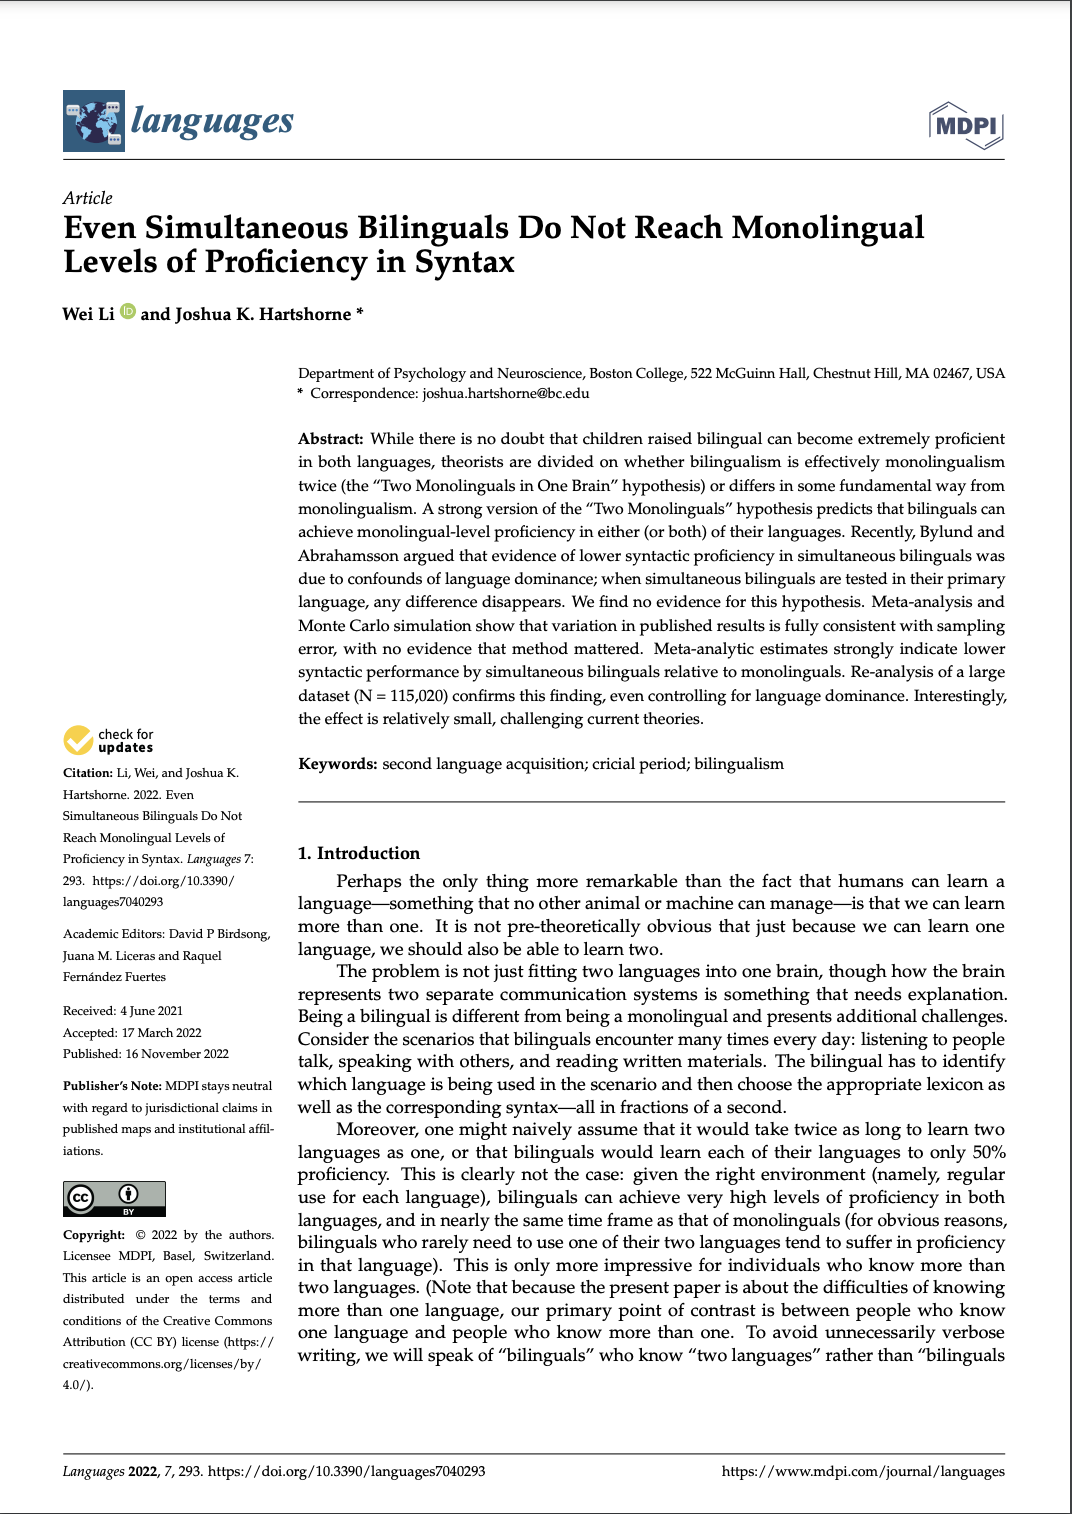 languages
MDPI
Article
Even Simultaneous Bilinguals Do Not Reach Monolingual
Levels of Proficiency in Syntax
Wei Li iD and Joshua K. Hartshorne *
Department of Psychology and Neuroscience, Boston College, 522 McGuinn Hall, Chestnut Hill, MA 02467, USA
* Correspondence: joshua.hartshorne@bc.edu
Abstract: While there is no doubt that children raised bilingual can become extremely proficient
in both languages, theorists are divided on whether bilingualism is effectively monolingualism
twice (the “Two Monolinguals in One Brain” hypothesis) or differs in some fundamental way from
monolingualism. A strong version of the “Two Monolinguals” hypothesis predicts that bilinguals can
achieve monolingual-level proficiency in either (or both) of their languages. Recently, Bylund and
Abrahamsson argued that evidence of lower syntactic proficiency in simultaneous bilinguals was
due to confounds of language dominance; when simultaneous bilinguals are tested in their primary
language, any difference disappears. We find no evidence for this hypothesis. Meta-analysis and
Monte Carlo simulation show that variation in published results is fully consistent with sampling
error, with no evidence that method mattered. Meta-analytic estimates strongly indicate lower
syntactic performance by simultaneous bilinguals relative to monolinguals. Re-analysis of a large
dataset (N = 115,020) confirms this finding, even controlling for language dominance. Interestingly,
the effect is relatively small, challenging current theories.
Keywords: second language acquisition; cricial period; bilingualism
check for
updates
Citation: Li, Wei, and Joshua K.
Hartshorne. 2022. Even
Simultaneous Bilinguals Do Not
Reach Monolingual Levels of
Proficiency in Syntax. Languages 7:
293. https://doi.org/10.3390/
languages7040293
Academic Editors: David P Birdsong,
Juana M. Liceras and Raquel
Fernández Fuertes
Received: 4 June 2021
Accepted: 17 March 2022
Published: 16 November 2022
Publisher’s Note: MDPI stays neutral
with regard to jurisdictional claims in
published maps and institutional affil-
iations.
cc
BY
Copyright: © 2022 by the authors.
Licensee MDPI, Basel, Switzerland.
This article is an open access article
distributed under the terms and
conditions of the Creative Commons
Attribution (CC BY) license (https://
creativecommons.org/licenses/by/
4.0/).
1. Introduction
Perhaps the only thing more remarkable than the fact that humans can learn a
language—something that no other animal or machine can manage—is that we can learn
more than one. It is not pre-theoretically obvious that just because we can learn one
language, we should also be able to learn two.
The problem is not just fitting two languages into one brain, though how the brain
represents two separate communication systems is something that needs explanation.
Being a bilingual is different from being a monolingual and presents additional challenges.
Consider the scenarios that bilinguals encounter many times every day: listening to people
talk, speaking with others, and reading written materials. The bilingual has to identify
which language is being used in the scenario and then choose the appropriate lexicon as
well as the corresponding syntax—all in fractions of a second.
Moreover, one might naively assume that it would take twice as long to learn two
languages as one, or that bilinguals would learn each of their languages to only 50%
proficiency. This is clearly not the case: given the right environment (namely, regular
use for each language), bilinguals can achieve very high levels of proficiency in both
languages, and in nearly the same time frame as that of monolinguals (for obvious reasons,
bilinguals who rarely need to use one of their two languages tend to suffer in proficiency
in that language). This is only more impressive for individuals who know more than
two languages. (Note that because the present paper is about the difficulties of knowing
more than one language, our primary point of contrast is between people who know
one language and people who know more than one. To avoid unnecessarily verbose
writing, we will speak of “bilinguals” who know “two languages” rather than “bilinguals
Languages 2022, 7, 293. https://doi.org/10.3390/languages7040293
https://www.mdpi.com/journal/languages